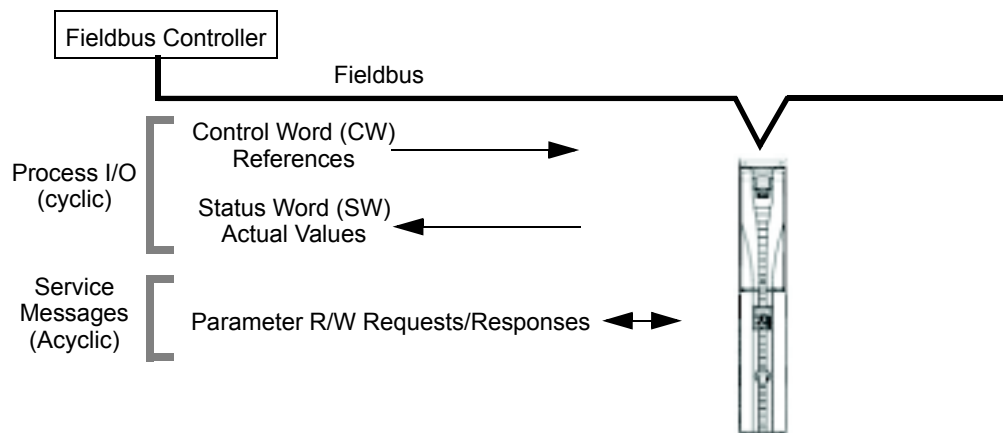 Fieldbus Controller
Fieldbus
Process I/O
(cyclic)
Control Word (CW)
References
Status Word (SW)
Actual Values
Service
Messages
(Acyclic)
Parameter R/W Requests/Responses